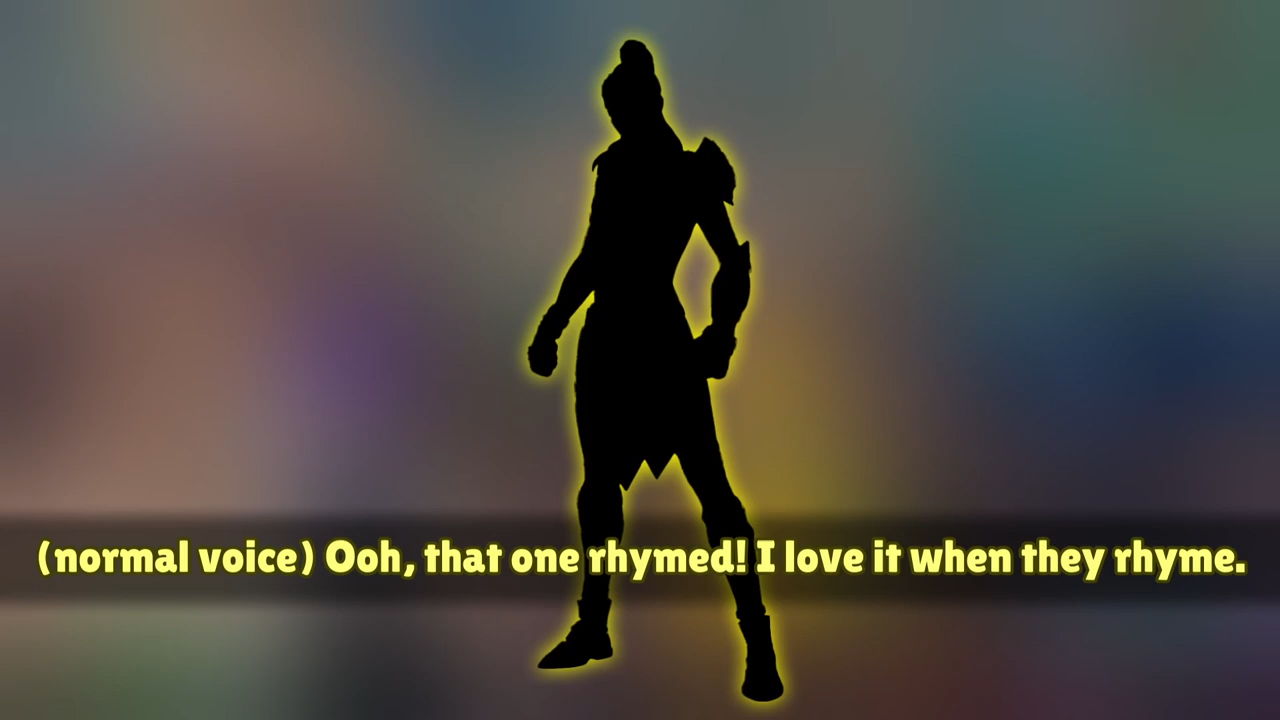 (normal voice) Ooh, that one rhymed! I love it when they rhyme.